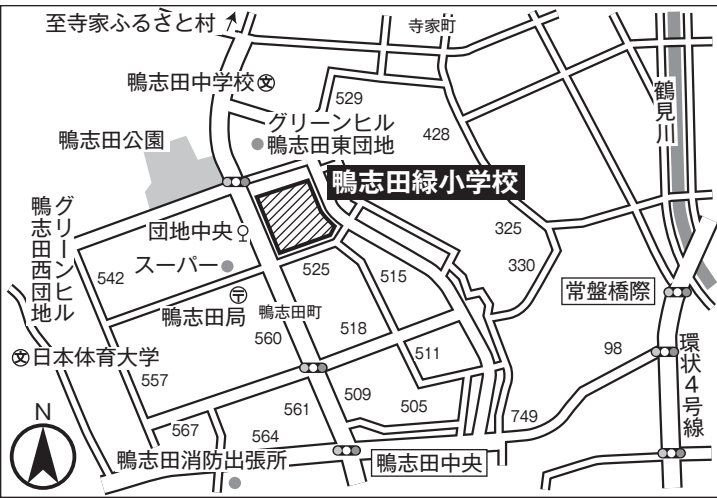 至寺家ふるさと村
寺家町
鴨志田中学校
文
鶴見川
529
グリーンヒル
鴨志田東団地
428
鴨志田公園
鴨志田緑小学校
グリーンヒル
鴨志田西団地
団地中央
325
スーパー
542
525
515
330
〒
常盤橋際
鴨志田局
鴨志田町
560
518
98
環状4号線
文
日本体育大学
511
557
509
505
561
749
N
567
564
鴨志田消防出張所
鴨志田中央